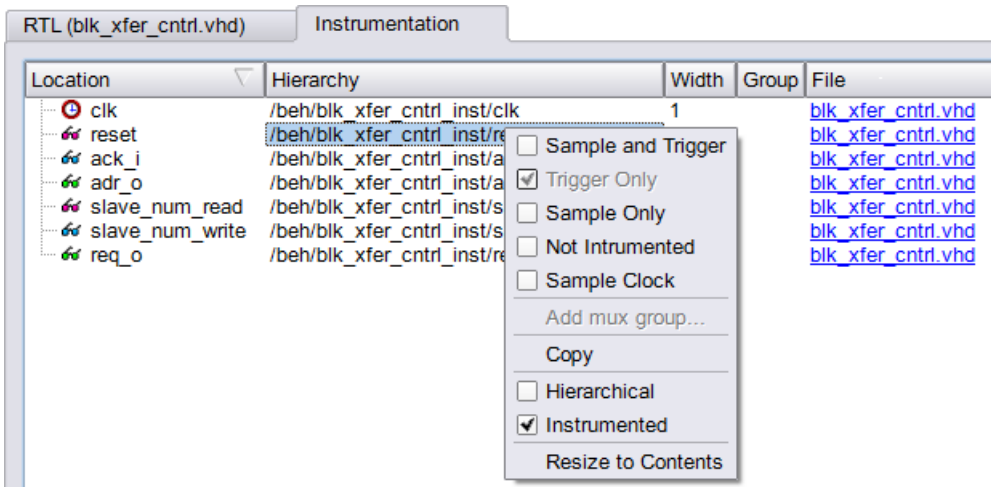 RTL (blk_xfer_cntrl.vhd) Instrumentation
Location Hierarchy Width Group File
clk /beh/blk_xfer_cntrl_inst/clk 1 blk_xfer_cntrl.vhd
reset /beh/blk_xfer_cntrl_inst/re blk_xfer_cntrl.vhd
ack_i /beh/blk_xfer_cntrl_inst/a blk_xfer_cntrl.vhd
adr_o /beh/blk_xfer_cntrl_inst/a blk_xfer_cntrl.vhd
slave_num_read /beh/blk_xfer_cntrl_inst/s blk_xfer_cntrl.vhd
slave_num_write /beh/blk_xfer_cntrl_inst/s blk_xfer_cntrl.vhd
req_o /beh/blk_xfer_cntrl_inst/re blk_xfer_cntrl.vhd
Sample and Trigger
Trigger Only
Sample Only
Not Intrumented
Sample Clock
Add mux group...
Copy
Hierarchical
Instrumented
Resize to Contents